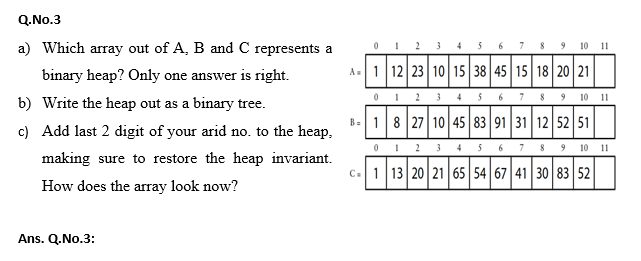 Q.No.3
a) Which array out of A, B and C represents a
binary heap? Only one answer is right.
b) Write the heap out as a binary tree.
c) Add last 2 digit of your arid no. to the heap,
making sure to restore the heap invariant.
How does the array look now?
0 1 2 3 4 5 6 7 8 9 10 11
A= 1 12 23 10 15 38 45 15 18 20 21
0 1 2 3 4 5 6 7 8 9 10 11
B= 1 8 27 10 45 83 91 31 12 52 51
0 1 2 3 4 5 6 7 8 9 10 11
C= 1 13 20 21 65 54 67 41 30 83 52
Ans. Q.No.3: